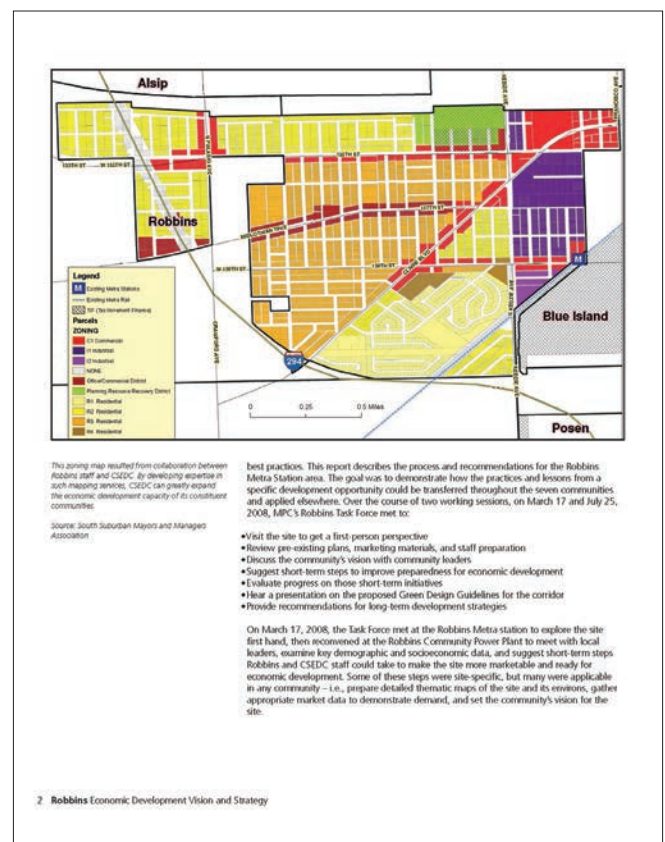 Alsip
Robbins
Blue Island
Posen
294
M
Legend
M Existing Metra Stations
Existing Metra Rail
TIF (Tax Increment Finance)
Parcels
ZONING
C1 Commercial
I1 Industrial
I2 Industrial
NONE
Office/Commercial District
Planning Resource Recovery District
R1 Residential
R2 Residential
R3 Residential
R4 Residential
0 0.25 0.5 Miles
This zoning map resulted from collaboration between
Robbins staff and CSEDC. By developing expertise in
such mapping services, CSEDC can greatly expand
the economic development capacity of its constituent
communities.
Source: South Suburban Mayors and Managers
Association
best practices. This report describes the process and recommendations for the Robbins
Metra Station area. The goal was to demonstrate how the practices and lessons from a
specific development opportunity could be transferred throughout the seven communities
and applied elsewhere. Over the course of two working sessions, on March 17 and July 25,
2008, MPC's Robbins Task Force met to:
•Visit the site to get a first-person perspective
•Review pre-existing plans, marketing materials, and staff preparation
•Discuss the community's vision with community leaders
•Suggest short-term steps to improve preparedness for economic development
•Evaluate progress on those short-term initiatives
•Hear a presentation on the proposed Green Design Guidelines for the corridor
•Provide recommendations for long-term development strategies
On March 17, 2008, the Task Force met at the Robbins Metra station to explore the site
first hand, then reconvened at the Robbins Community Power Plant to meet with local
leaders, examine key demographic and socioeconomic data, and suggest short-term steps
Robbins and CSEDC staff could take to make the site more marketable and ready for
economic development. Some of these steps were site-specific, but many were applicable
in any community – i.e., prepare detailed thematic maps of the site and its environs, gather
appropriate market data to demonstrate demand, and set the community's vision for the
site.
2 Robbins Economic Development Vision and Strategy